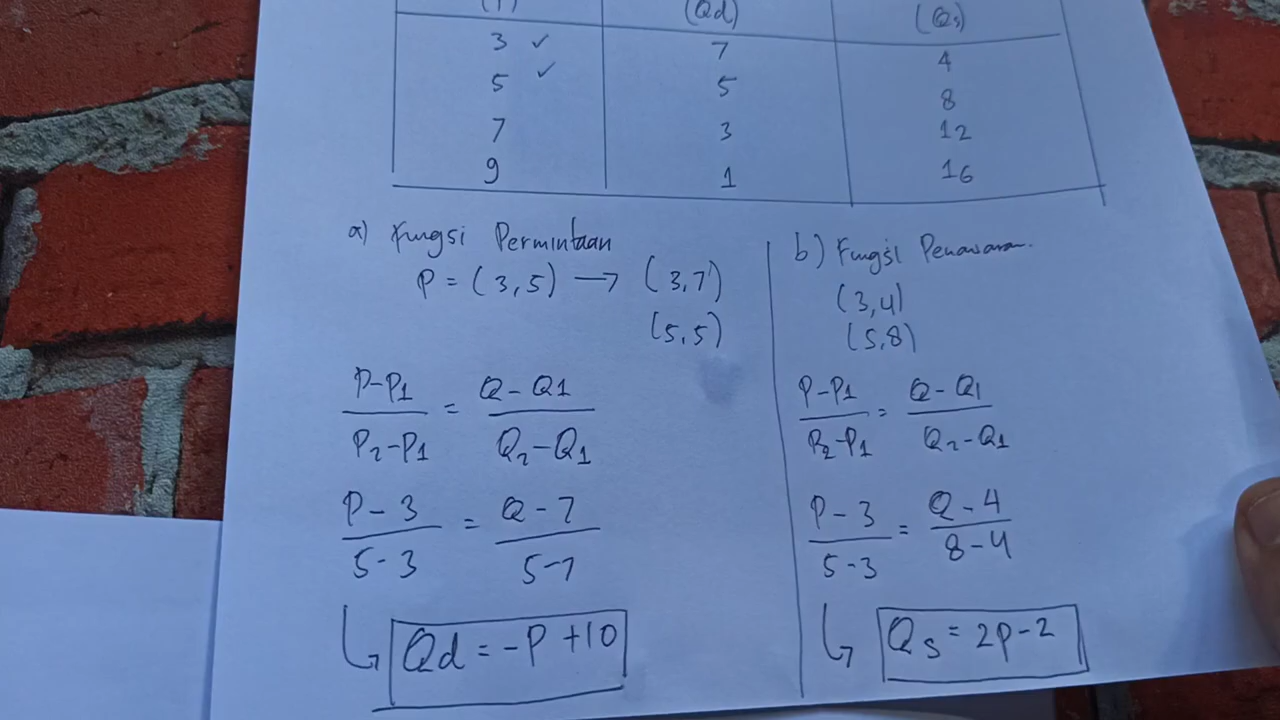 (P) (Qd) (Qs)
3 ✓ 7 4
5 ✓ 5 8
7 3 12
9 1 16
a) Fungsi Permintaan
P = (3,5) → (3,7)
(5,5)
P-P1 / P2-P1 = Q-Q1 / Q2-Q1
P-3 / 5-3 = Q-7 / 5-7
↳ Qd = -P +10
b) Fungsi Penawaran.
(3,4)
(5,8)
P-P1 / P2-P1 = Q-Q1 / Q2-Q1
P-3 / 5-3 = Q-4 / 8-4
↳ Qs = 2P-2